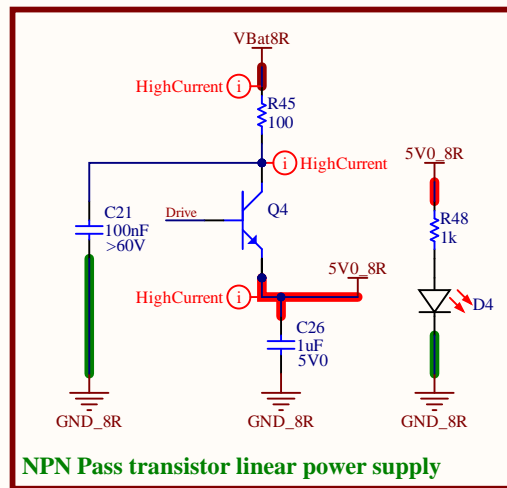 VBat8R
HighCurrent
i
R45
100
i
HighCurrent
5V0_8R
C21
100nF
>60V
Drive
Q4
R48
1k
5V0_8R
HighCurrent
i
D4
C26
1uF
5V0
GND_8R
GND_8R
GND_8R
NPN Pass transistor linear power supply